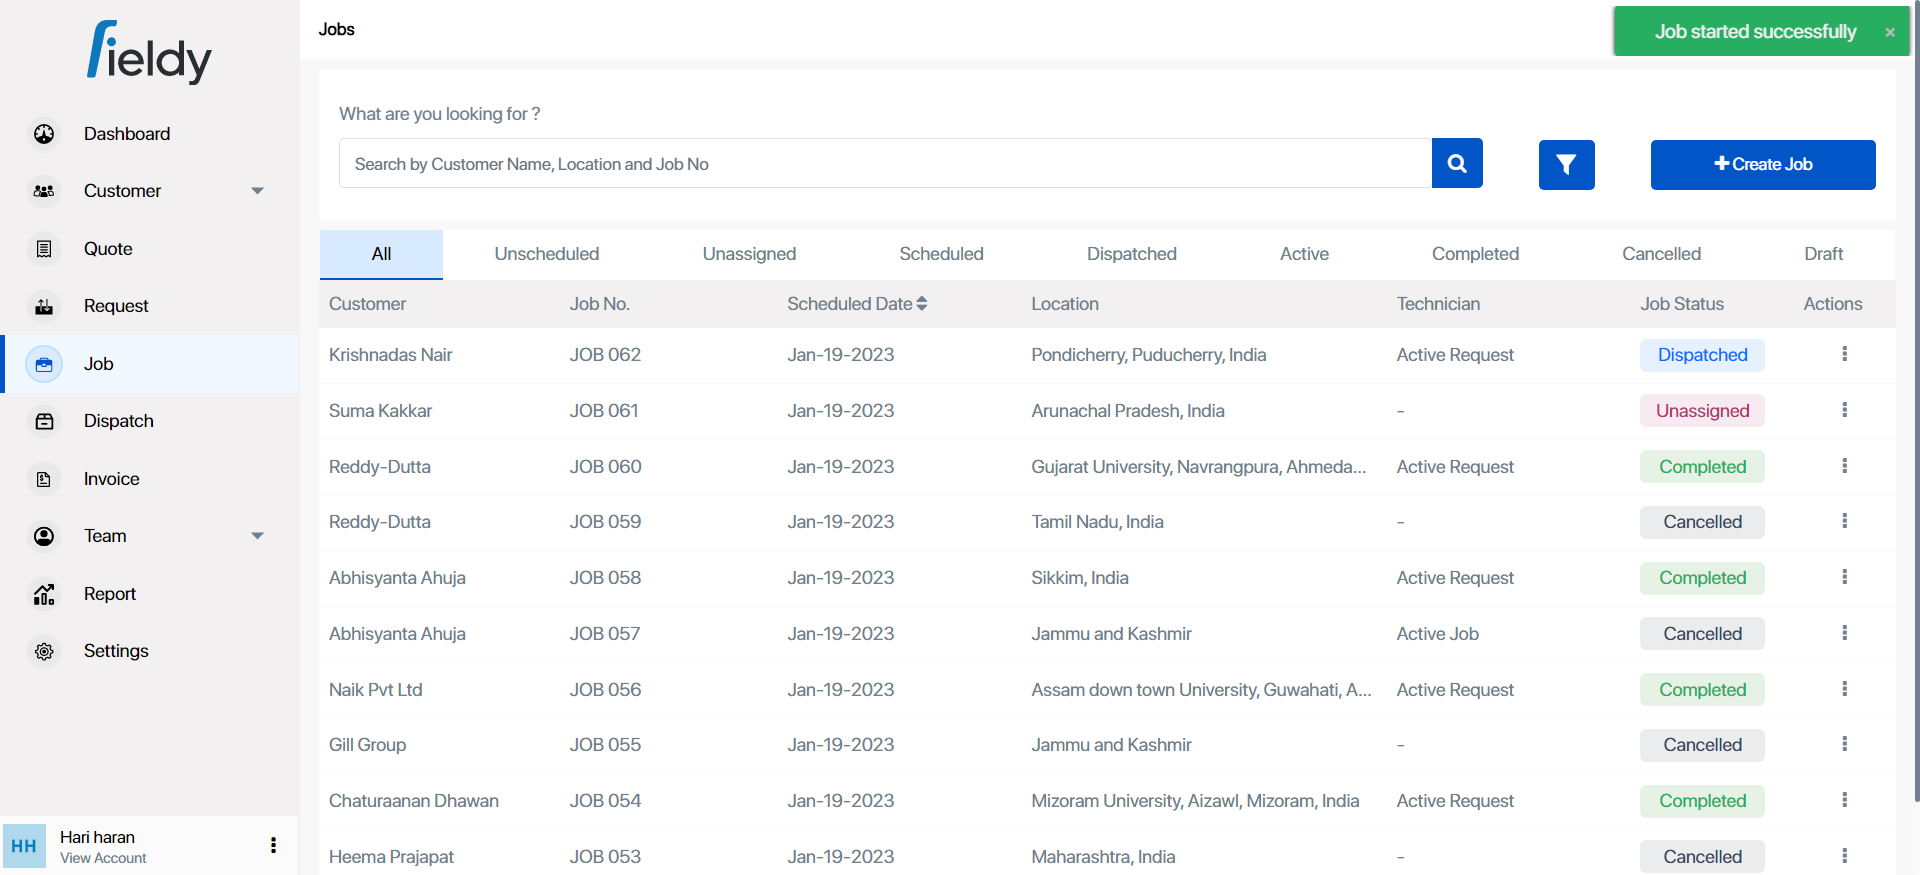 fieldy
Jobs
Job started successfully ×
Dashboard
Customer
Quote
Request
Job
Dispatch
Invoice
Team
Report
Settings
HH
Hari haran
View Account
What are you looking for ?
Search by Customer Name, Location and Job No
Create Job
All Unscheduled Unassigned Scheduled Dispatched Active Completed Cancelled Draft
Customer Job No. Scheduled Date Location Technician Job Status Actions
Krishnadas Nair JOB 062 Jan-19-2023 Pondicherry, Puducherry, India Active Request Dispatched
Suma Kakkar JOB 061 Jan-19-2023 Arunachal Pradesh, India - Unassigned
Reddy-Dutta JOB 060 Jan-19-2023 Gujarat University, Navrangpura, Ahmeda... Active Request Completed
Reddy-Dutta JOB 059 Jan-19-2023 Tamil Nadu, India - Cancelled
Abhisyanta Ahuja JOB 058 Jan-19-2023 Sikkim, India Active Request Completed
Abhisyanta Ahuja JOB 057 Jan-19-2023 Jammu and Kashmir Active Job Cancelled
Naik Pvt Ltd JOB 056 Jan-19-2023 Assam down town University, Guwahati, A... Active Request Completed
Gill Group JOB 055 Jan-19-2023 Jammu and Kashmir - Cancelled
Chaturaanan Dhawan JOB 054 Jan-19-2023 Mizoram University, Aizawl, Mizoram, India Active Request Completed
Heema Prajapat JOB 053 Jan-19-2023 Maharashtra, India - Cancelled